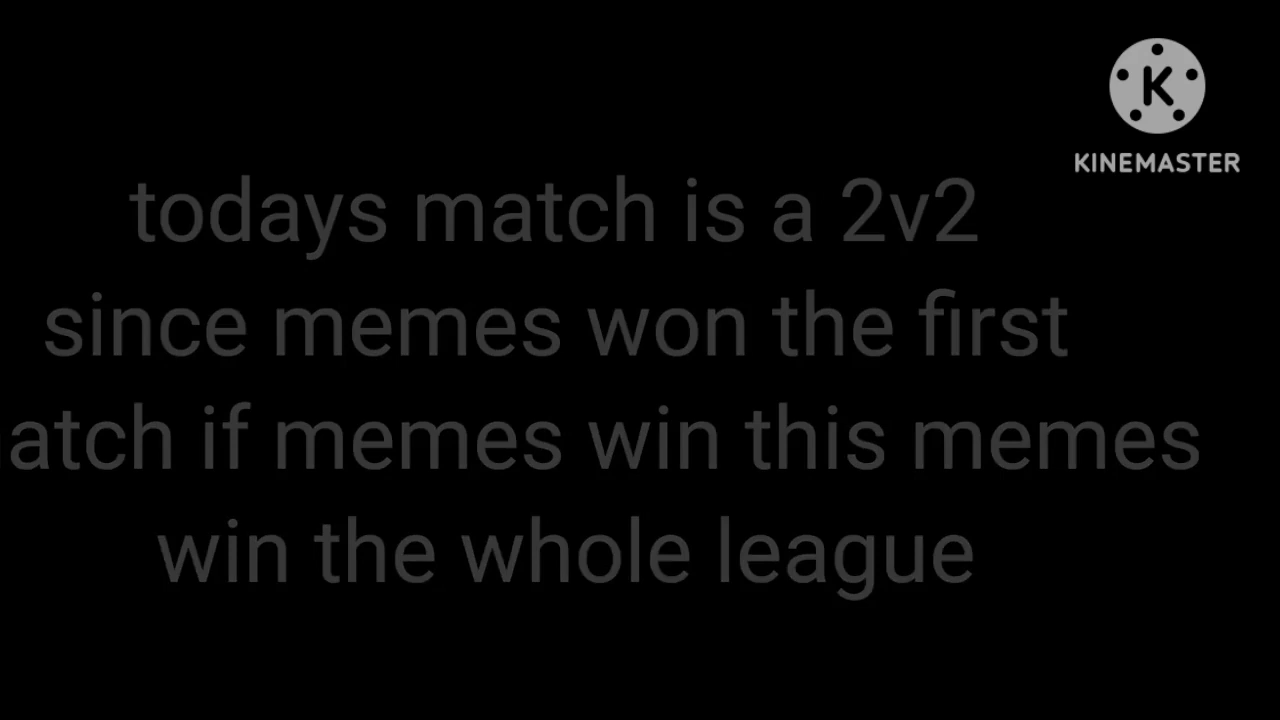 KINEMASTER
todays match is a 2v2
since memes won the first
atch if memes win this memes
win the whole league